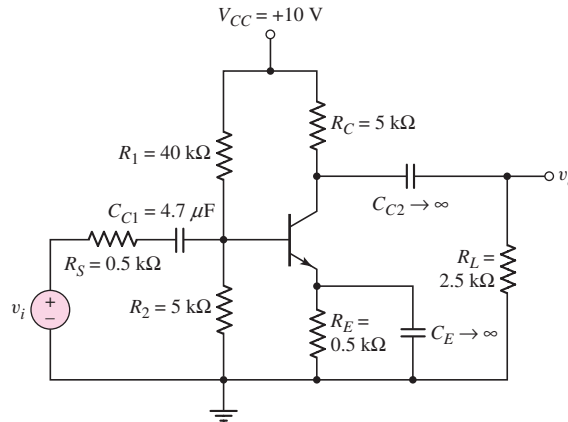 V_CC = +10 V
R_C = 5 kΩ
R_1 = 40 kΩ
C_C1 = 4.7 μF
C_C2 → ∞
v
R_S = 0.5 kΩ
R_L =
2.5 kΩ
v_i
+
−
R_2 = 5 kΩ
R_E =
0.5 kΩ
C_E → ∞